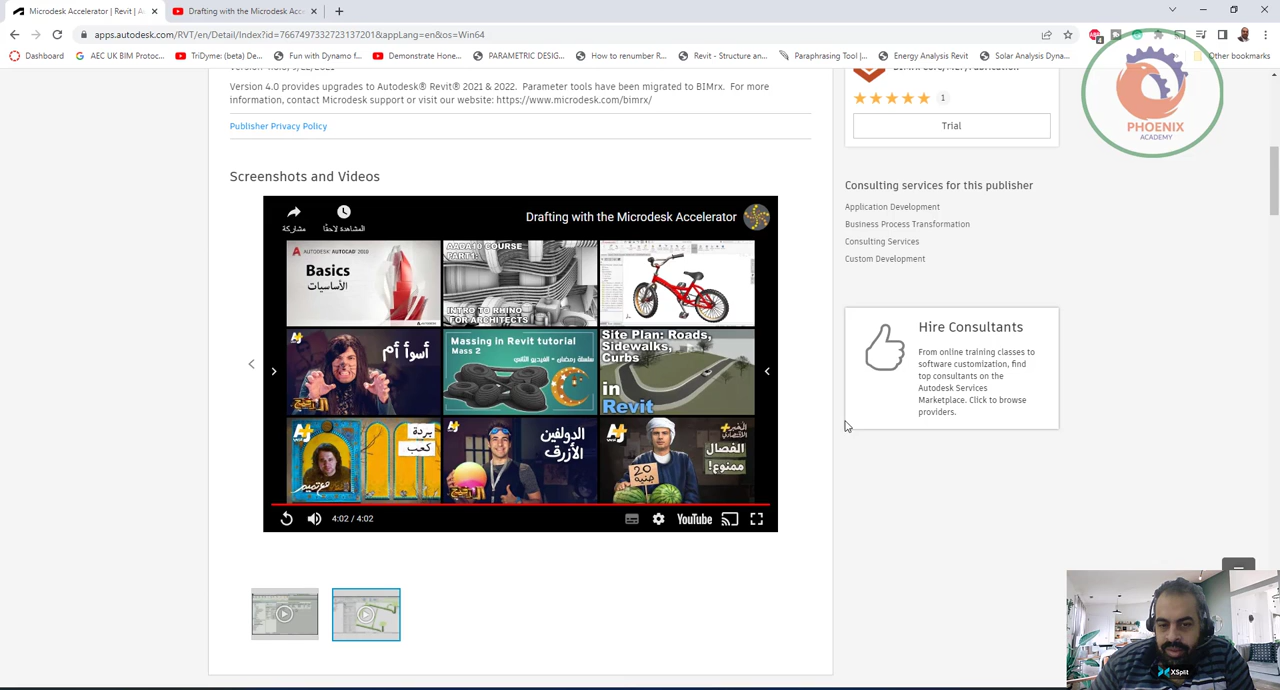 Microdesk Accelerator | Revit | A...
Drafting with the Microdesk Acce
apps.autodesk.com/RVT/en/Detail/Index?id=7667497332723137201&appLang=en&os=Win64
Dashboard
AEC UK BIM Protoc...
TriDyme: (beta) Str...
Fun with Dynamo f...
PARAMETRIC DESIG...
Demonstrate Hone...
How to renumber R...
Revit - Structure an...
Paraphrasing Tool |...
Energy Analysis Revit
Solar Analysis Dyna...
Other bookmarks
Version 4.0 provides upgrades to Autodesk® Revit® 2021 & 2022. Parameter tools have been migrated to BIMrx. For more
information, contact Microdesk support or visit our website: https://www.microdesk.com/bimrx/
Publisher Privacy Policy
Screenshots and Videos
Drafting with the Microdesk Accelerator
مشاركة
المشاهدة لاحقًا
AUTODESK AUTOCAD 2010
Basics
الأساسيات
AADA10 COURSE
PART1:
INTRO TO RHINO
FOR ARCHITECTS
أسوأ أم
Massing in Revit tutorial
Mass 2
سلسلة رمضان - الفيديو الثاني
Site Plan: Roads,
Sidewalks,
Curbs
in
Revit
بردة
كعب
الدولفين
الأزرق
الفصال
ممنوع!
20
جنيه
4:02 / 4:02
YouTube
1
Trial
Consulting services for this publisher
Application Development
Business Process Transformation
Consulting Services
Custom Development
Hire Consultants
From online training classes to
software customization, find
top consultants on the
Autodesk Services
Marketplace. Click to browse
providers.
PHOENIX
ACADEMY
XSplit